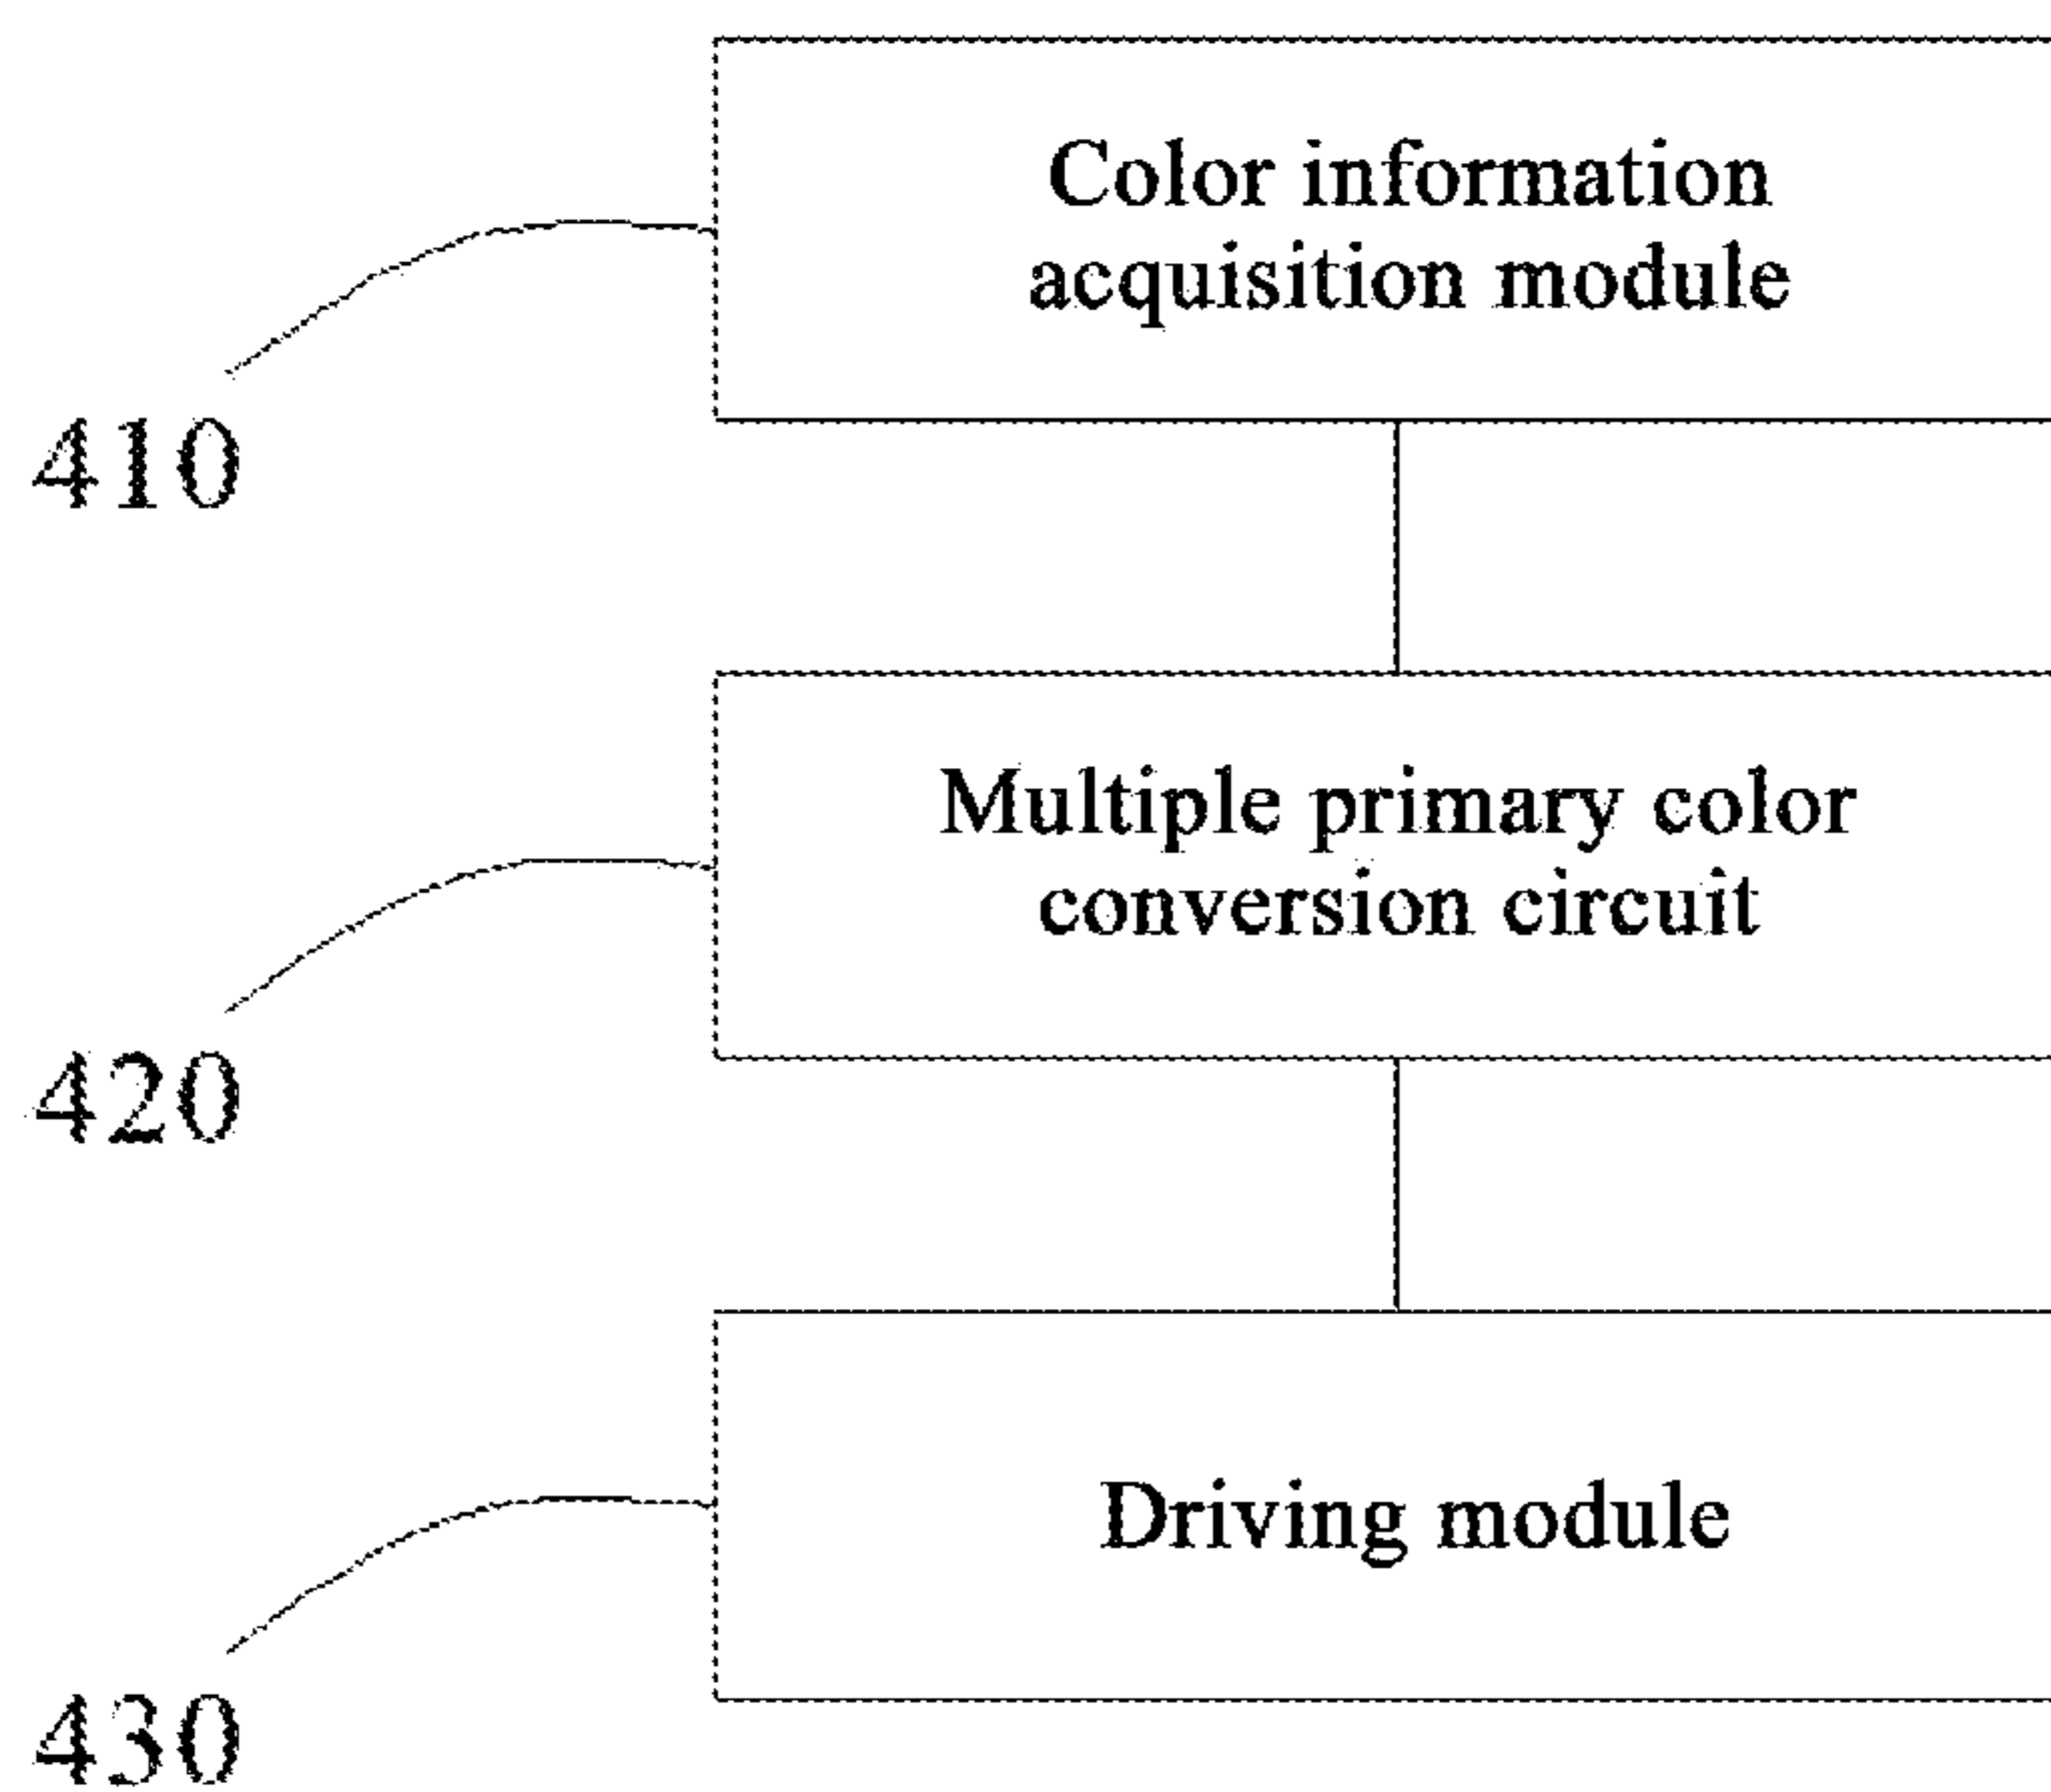 Color information
acquisition module
410
Multiple primary color
conversion circuit
420
Driving module
430